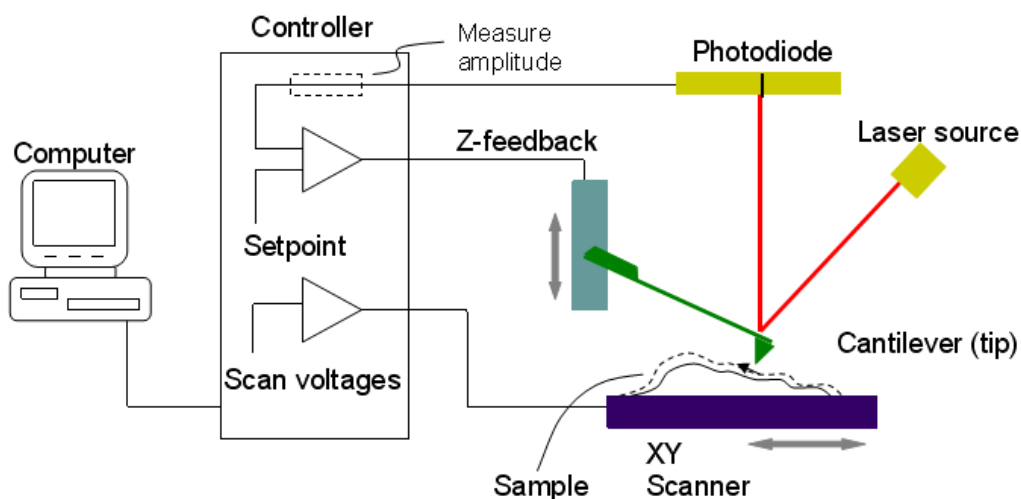 Controller
Measure
amplitude
Photodiode
Laser source
Computer
Z-feedback
Setpoint
Cantilever (tip)
Scan voltages
XY
Scanner
Sample